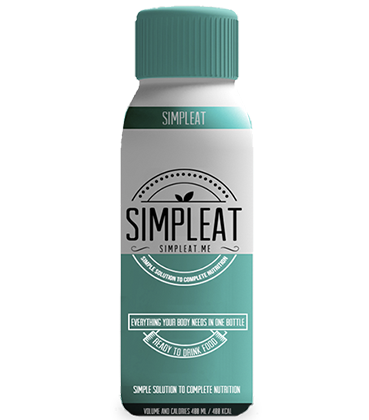 SIMPLEAT
SIMPLEAT
SIMPLEAT.ME
SIMPLE SOLUTION TO COMPLETE NUTRITION
EVERYTHING YOUR BODY NEEDS IN ONE BOTTLE
READY TO DRINK FOOD
SIMPLE SOLUTION TO COMPLETE NUTRITION
VOLUME AND CALORIES 400 ML / 400 KCAL